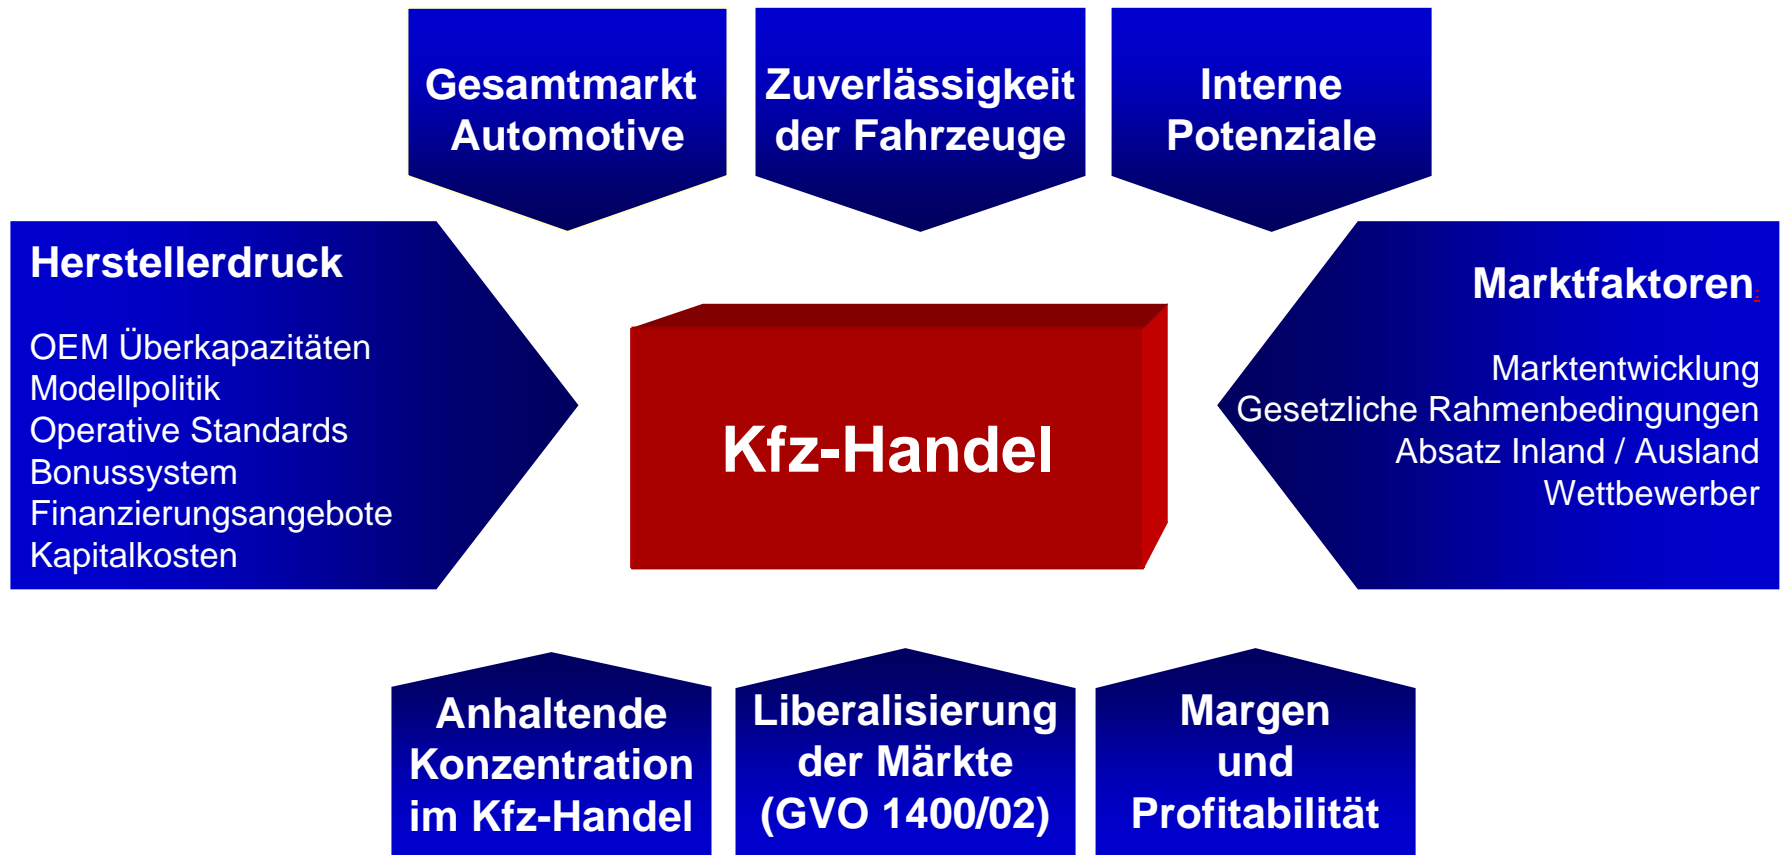 Gesamtmarkt
Automotive
Zuverlässigkeit
der Fahrzeuge
Interne
Potenziale
Herstellerdruck
OEM Überkapazitäten
Modellpolitik
Operative Standards
Bonussystem
Finanzierungsangebote
Kapitalkosten
Kfz-Handel
Marktfaktoren:
Marktentwicklung
Gesetzliche Rahmenbedingungen
Absatz Inland / Ausland
Wettbewerber
Anhaltende
Konzentration
im Kfz-Handel
Liberalisierung
der Märkte
(GVO 1400/02)
Margen
und
Profitabilität